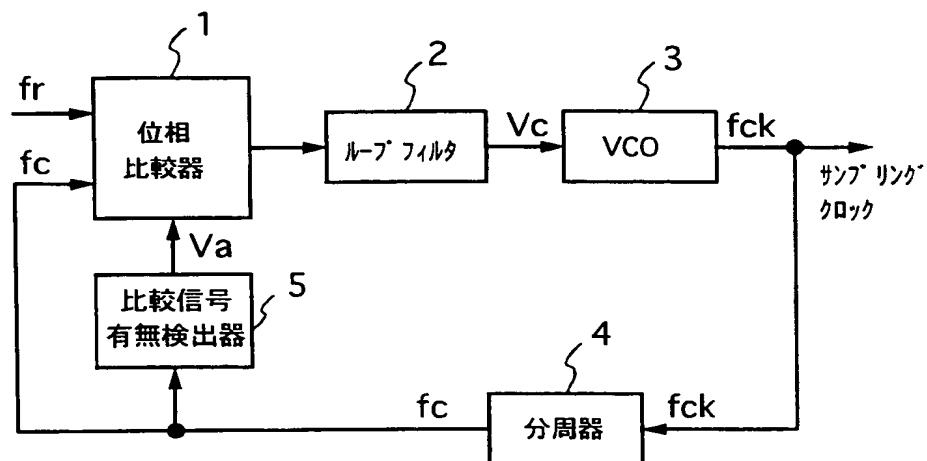 1
2
3
fr
位相
比較器
ループフィルタ
Vc
VCO
fck
fc
サンプリング
クロック
Va
5
比較信号
有無検出器
4
fc
分周器
fck